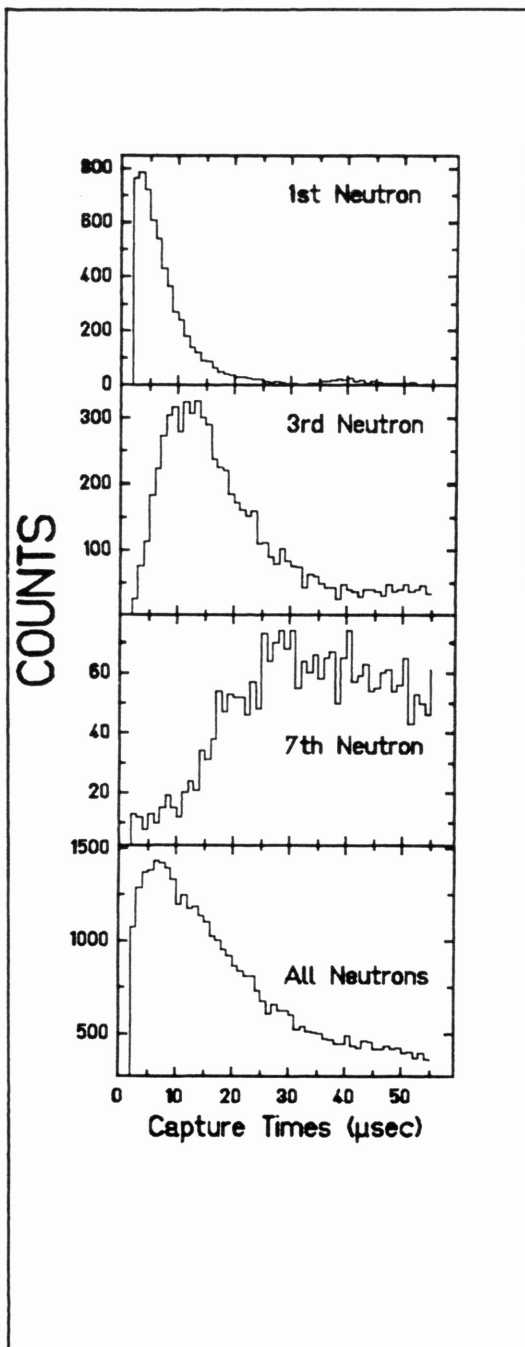 COUNTS
800
600
400
200
0
1st Neutron
300
200
100
3rd Neutron
60
40
20
7th Neutron
1500
1000
500
All Neutrons
0 10 20 30 40 50
Capture Times (μsec)